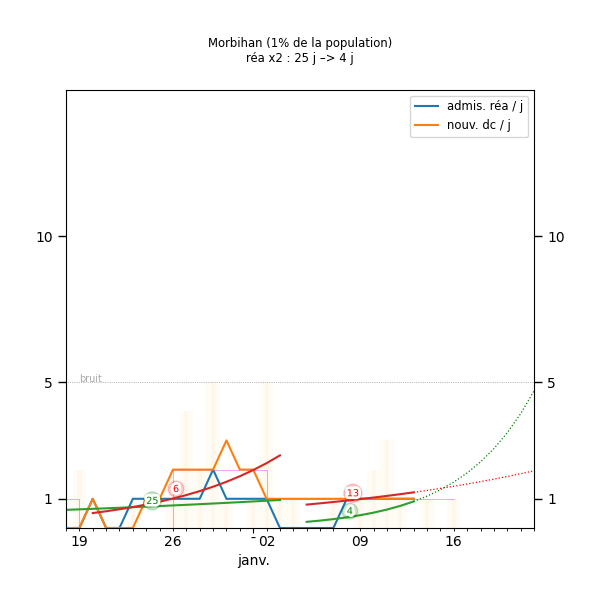 Morbihan (1% de la population)
réa x2 : 25 j –> 4 j
admis. réa / j
nouv. dc / j
10 10
bruit
5 5
6 13
25 4
1 1
19 26 02 09 16
janv.